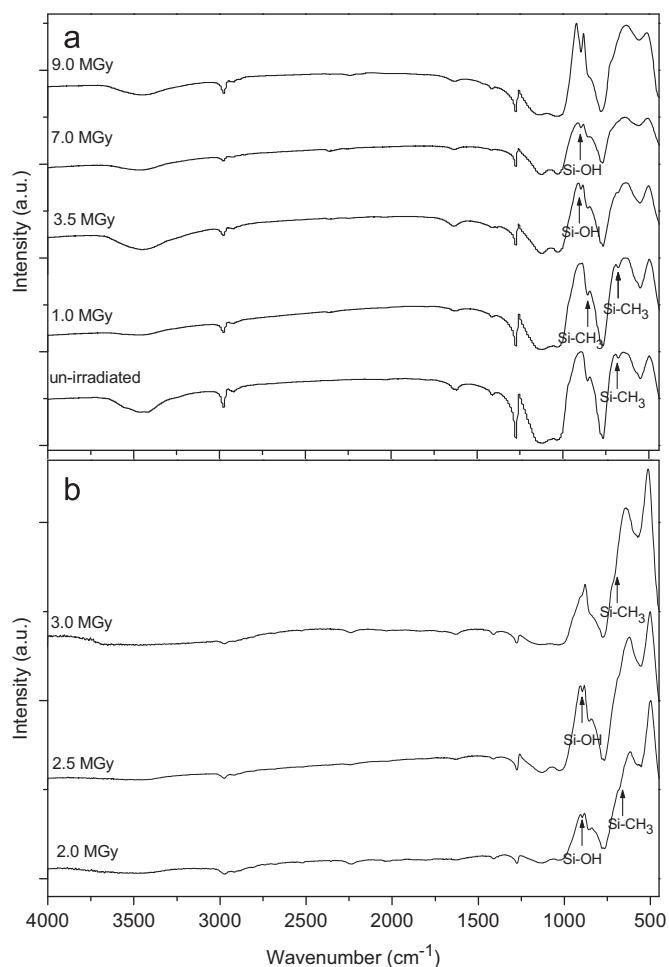 a
9.0 MGy
7.0 MGy
Si-OH
3.5 MGy
Si-OH
1.0 MGy
Si-CH3
Si-CH3
un-irradiated
Si-CH3
Intensity (a.u.)
b
3.0 MGy
Si-CH3
2.5 MGy
Si-OH
2.0 MGy
Si-OH
Si-CH3
Intensity (a.u.)
4000 3500 3000 2500 2000 1500 1000 500
Wavenumber (cm-1)